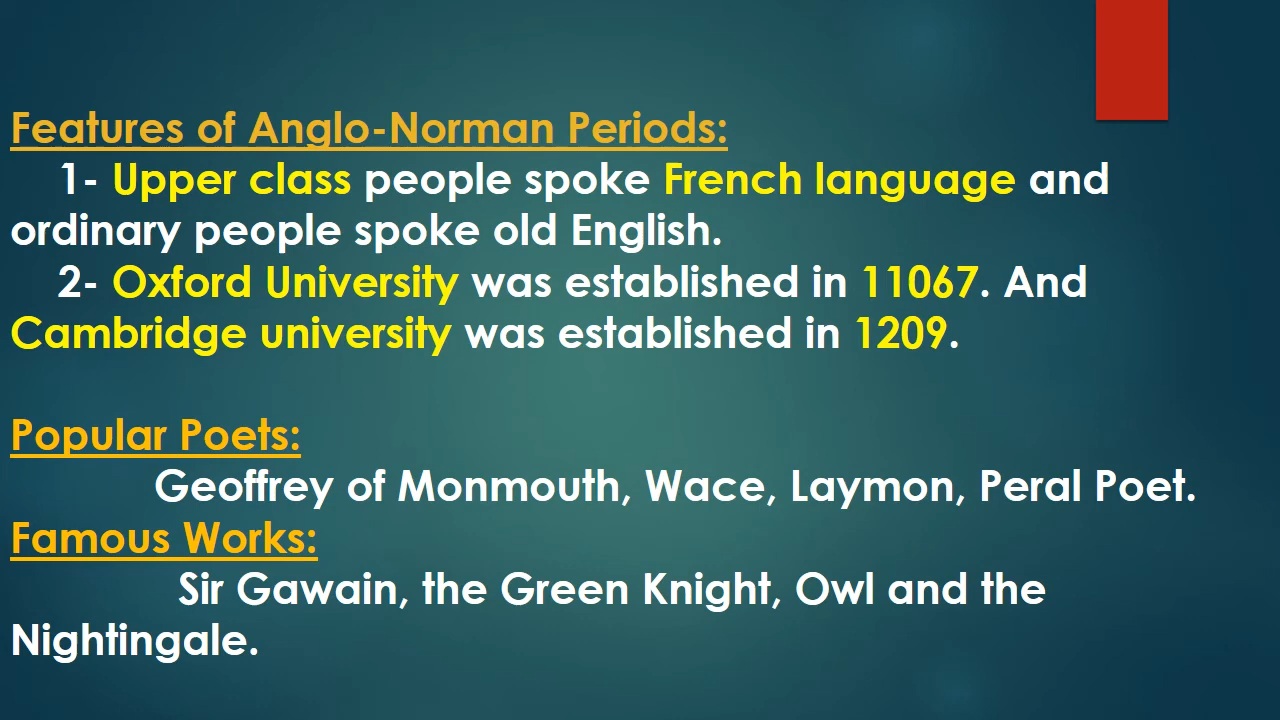 Features of Anglo-Norman Periods:
1- Upper class people spoke French language and
ordinary people spoke old English.
2- Oxford University was established in 11067. And
Cambridge university was established in 1209.
Popular Poets:
Geoffrey of Monmouth, Wace, Laymon, Peral Poet.
Famous Works:
Sir Gawain, the Green Knight, Owl and the
Nightingale.